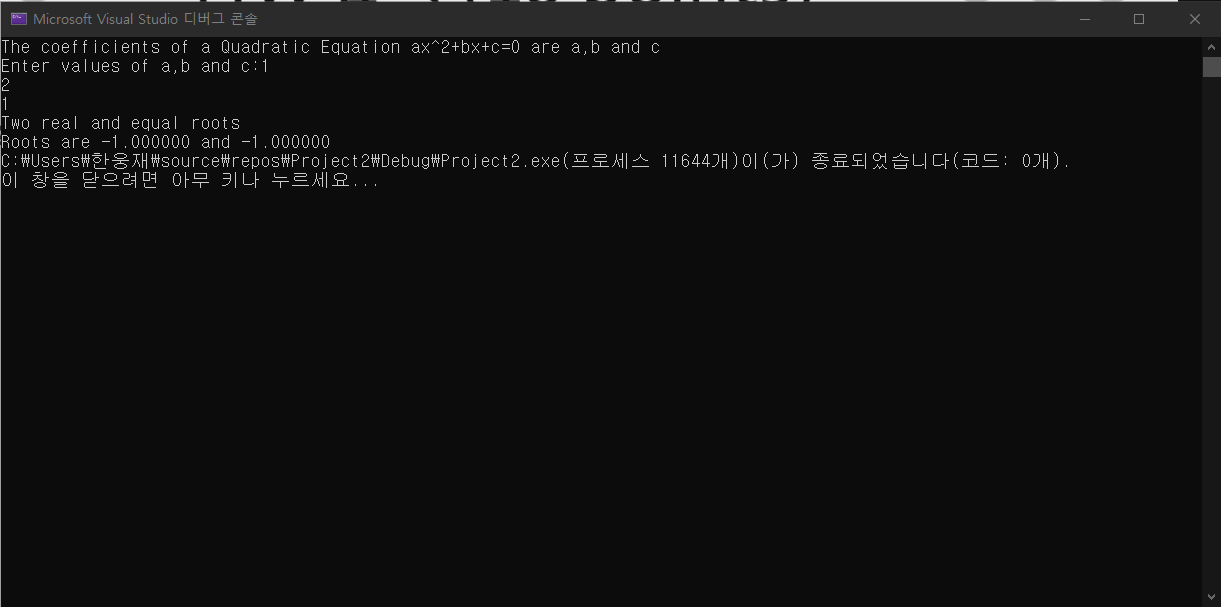 Microsoft Visual Studio 디버그 콘솔
The coefficients of a Quadratic Equation ax^2+bx+c=0 are a,b and c
Enter values of a,b and c:1
2
1
Two real and equal roots
Roots are -1.000000 and -1.000000
C:₩Users₩한웅재₩source₩repos₩Project2₩Debug₩Project2.exe(프로세스 11644개)이(가) 종료되었습니다(코드: 0개).
이 창을 닫으려면 아무 키나 누르세요...